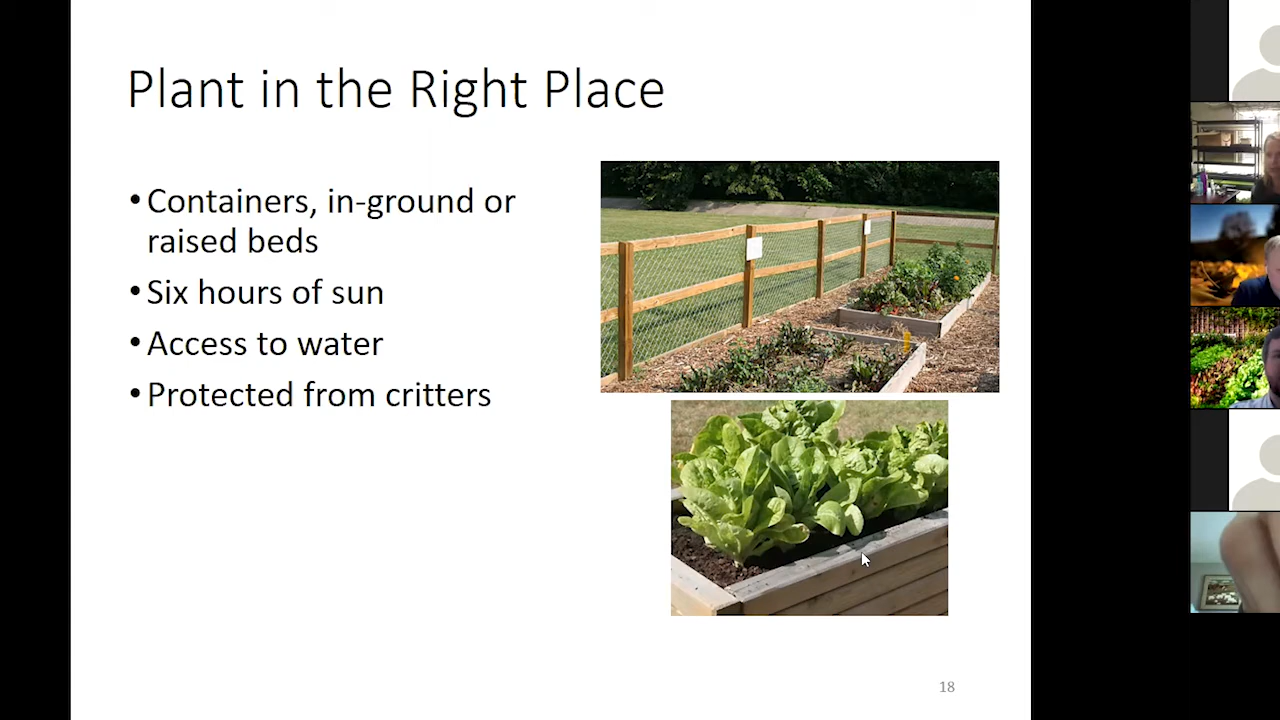 Plant in the Right Place
•Containers, in-ground or
raised beds
•Six hours of sun
•Access to water
•Protected from critters
18